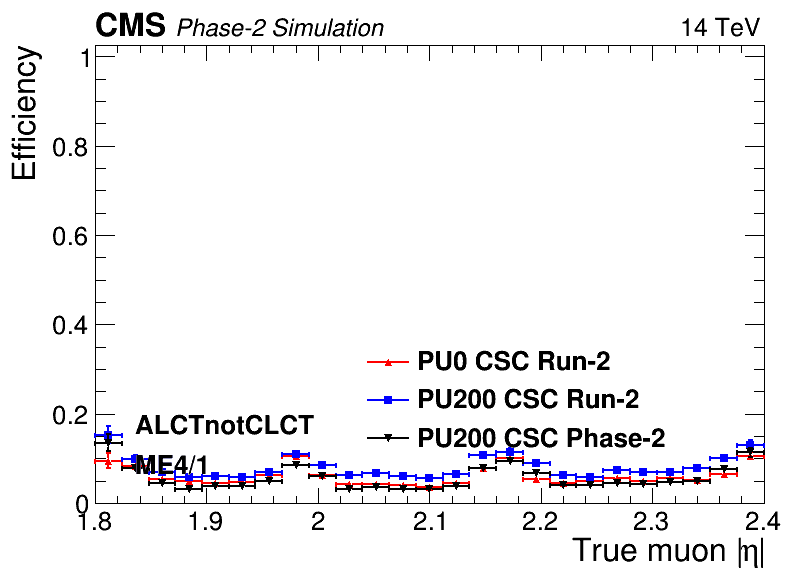 CMS Phase-2 Simulation 14 TeV
Efficiency
1
0.8
0.6
0.4
0.2
0
PU0 CSC Run-2
PU200 CSC Run-2
PU200 CSC Phase-2
ALCTnotCLCT
ME4/1
1.8 1.9 2 2.1 2.2 2.3 2.4
True muon |η|